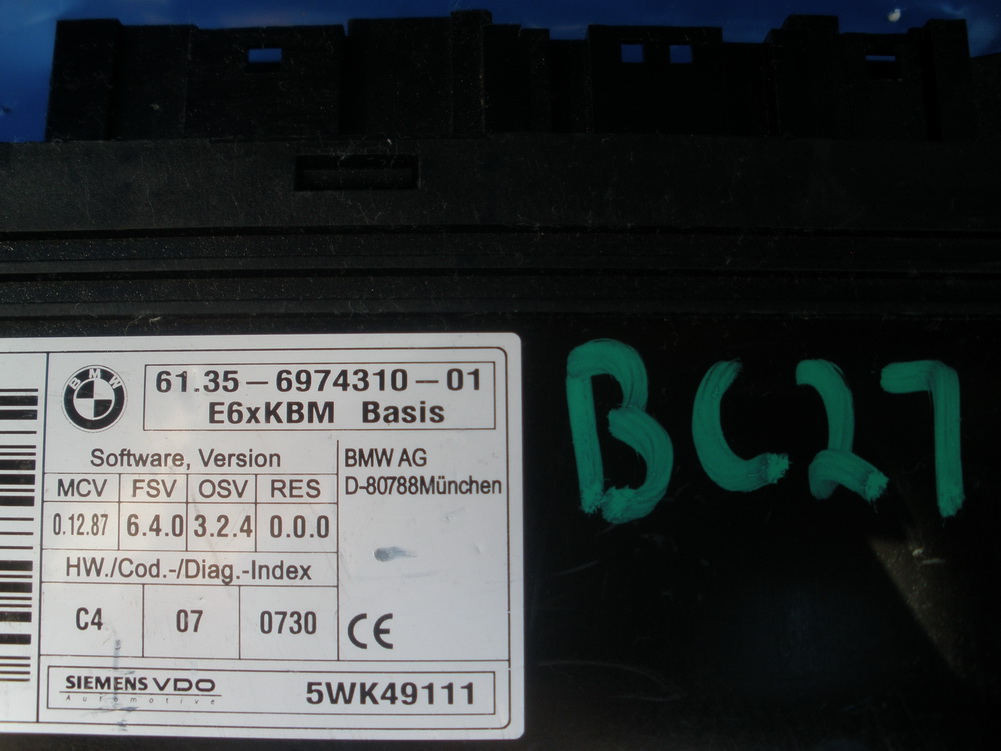 BMW
61.35-6974310-01
E6xKBM Basis
Software, Version
MCV FSV OSV RES
0.12.87 6.4.0 3.2.4 0.0.0
HW./Cod.-/Diag.-Index
C4 07 0730
BMW AG
D-80788München
CE
SIEMENS VDO
Automotive
5WK49111
BC27